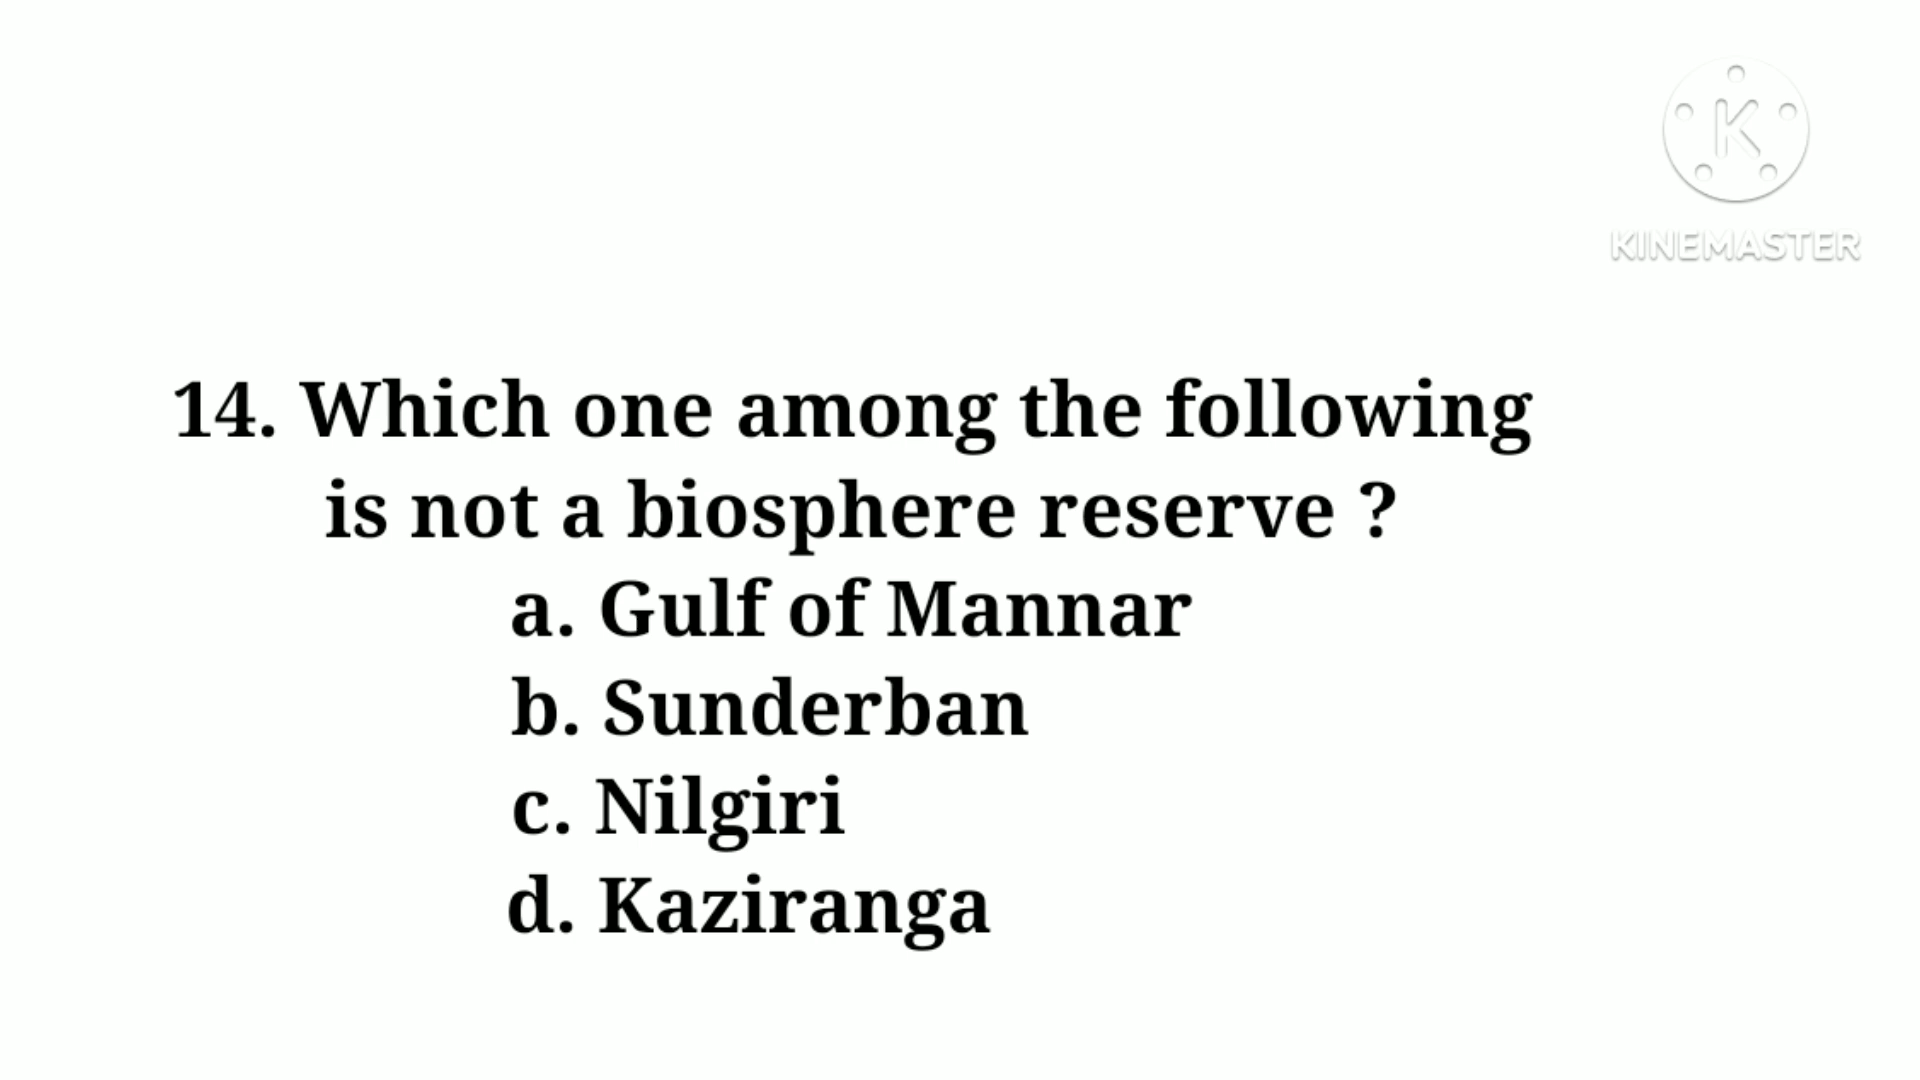 KINEMASTER
14. Which one among the following
is not a biosphere reserve ?
a. Gulf of Mannar
b. Sunderban
c. Nilgiri
d. Kaziranga